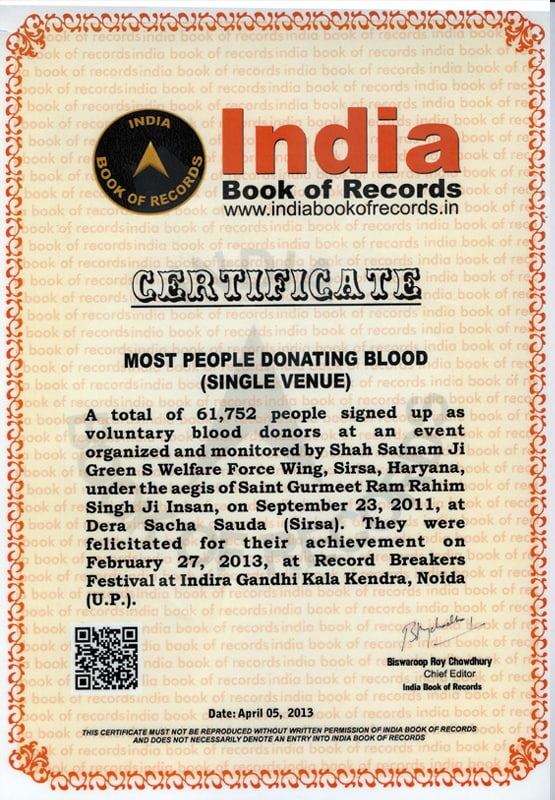 INDIA
BOOK OF RECORDS
India
Book of Records
www.indiabookofrecords.in
CERTIFICATE
MOST PEOPLE DONATING BLOOD
(SINGLE VENUE)
A total of 61,752 people signed up as
voluntary blood donors at an event
organized and monitored by Shah Satnam Ji
Green S Welfare Force Wing, Sirsa, Haryana,
under the aegis of Saint Gurmeet Ram Rahim
Singh Ji Insan, on September 23, 2011, at
Dera Sacha Sauda (Sirsa). They were
felicitated for their achievement on
February 27, 2013, at Record Breakers
Festival at Indira Gandhi Kala Kendra, Noida
(U.P.).
Biswaroop Roy Chowdhury
Chief Editor
India Book of Records
Date: April 05, 2013
THIS CERTIFICATE MUST NOT BE REPRODUCED WITHOUT WRITTEN PERMISSION OF INDIA BOOK OF RECORDS
AND DOES NOT NECESSARILY DENOTE AN ENTRY INTO INDIA BOOK OF RECORDS